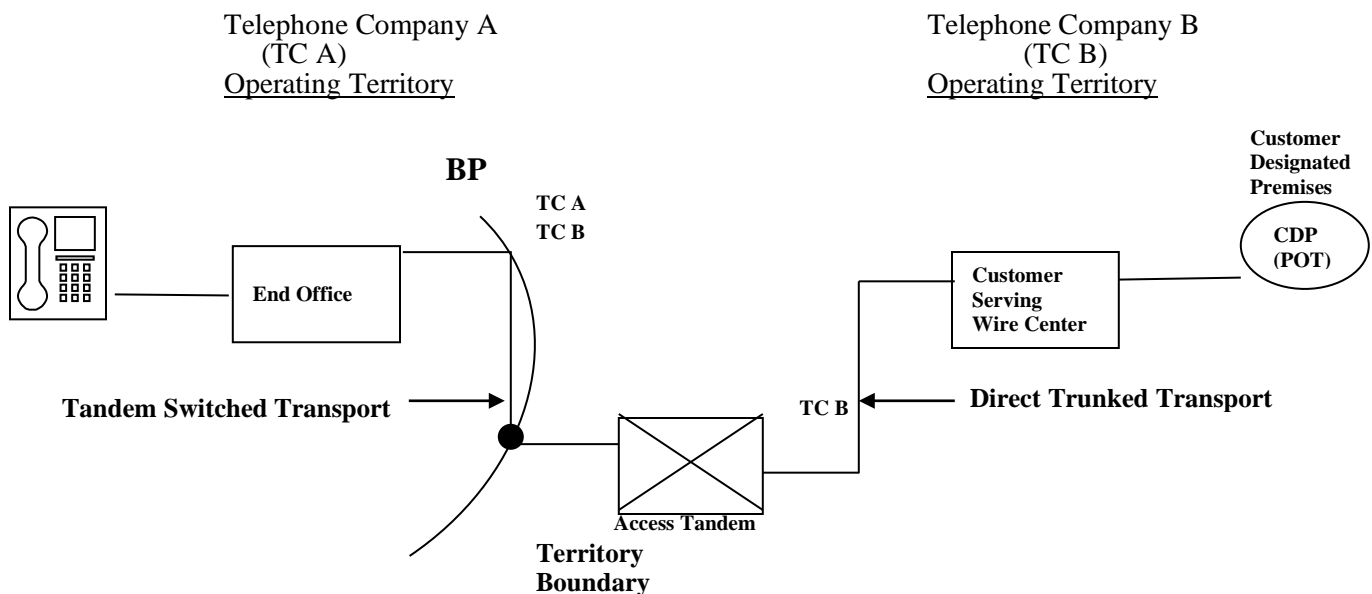 Telephone Company A
(TC A)
Operating Territory
Telephone Company B
(TC B)
Operating Territory
Customer
Designated
Premises
BP
TC A
TC B
CDP
(POT)
End Office
Customer
Serving
Wire Center
Tandem Switched Transport
TC B
Direct Trunked Transport
Access Tandem
Territory
Boundary